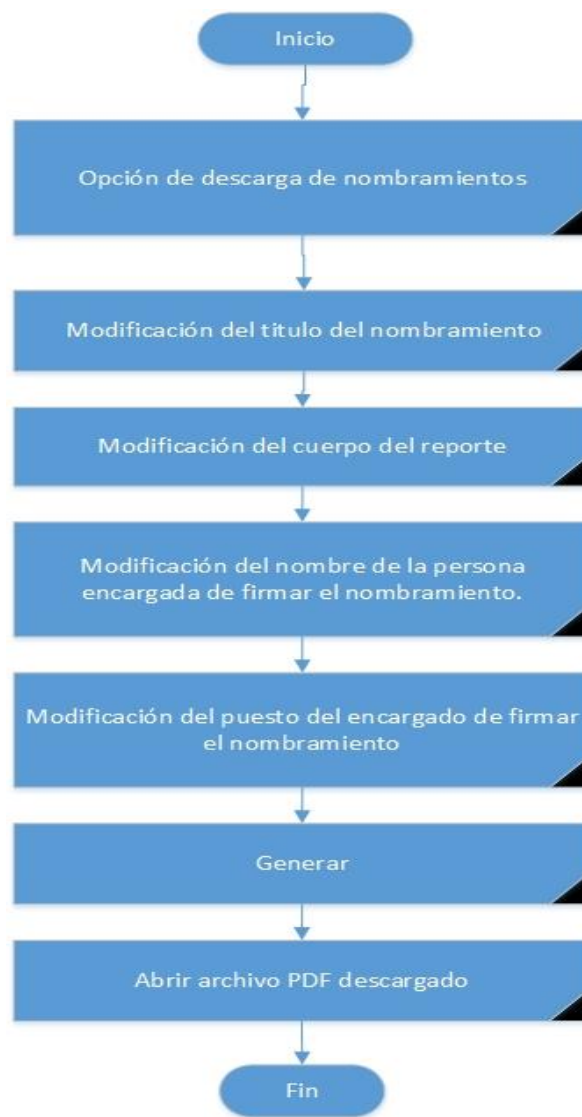 Inicio
Opción de descarga de nombramientos
Modificación del titulo del nombramiento
Modificación del cuerpo del reporte
Modificación del nombre de la persona
encargada de firmar el nombramiento.
Modificación del puesto del encargado de firmar
el nombramiento
Generar
Abrir archivo PDF descargado
Fin